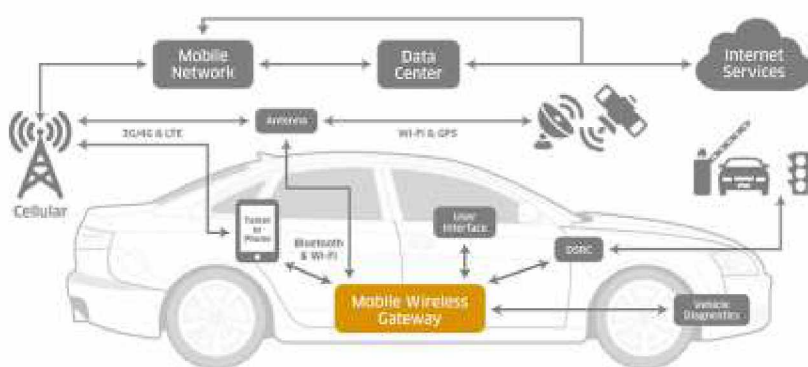 Mobile
Network
Data
Center
Internet
Services
Antenna
3G/4G & LTE
Wi-Fi & GPS
Cellular
Tablet
or
Phone
User
Interface
Bluetooth
& Wi-Fi
DSRC
Mobile Wireless
Gateway
Vehicle
Diagnostics